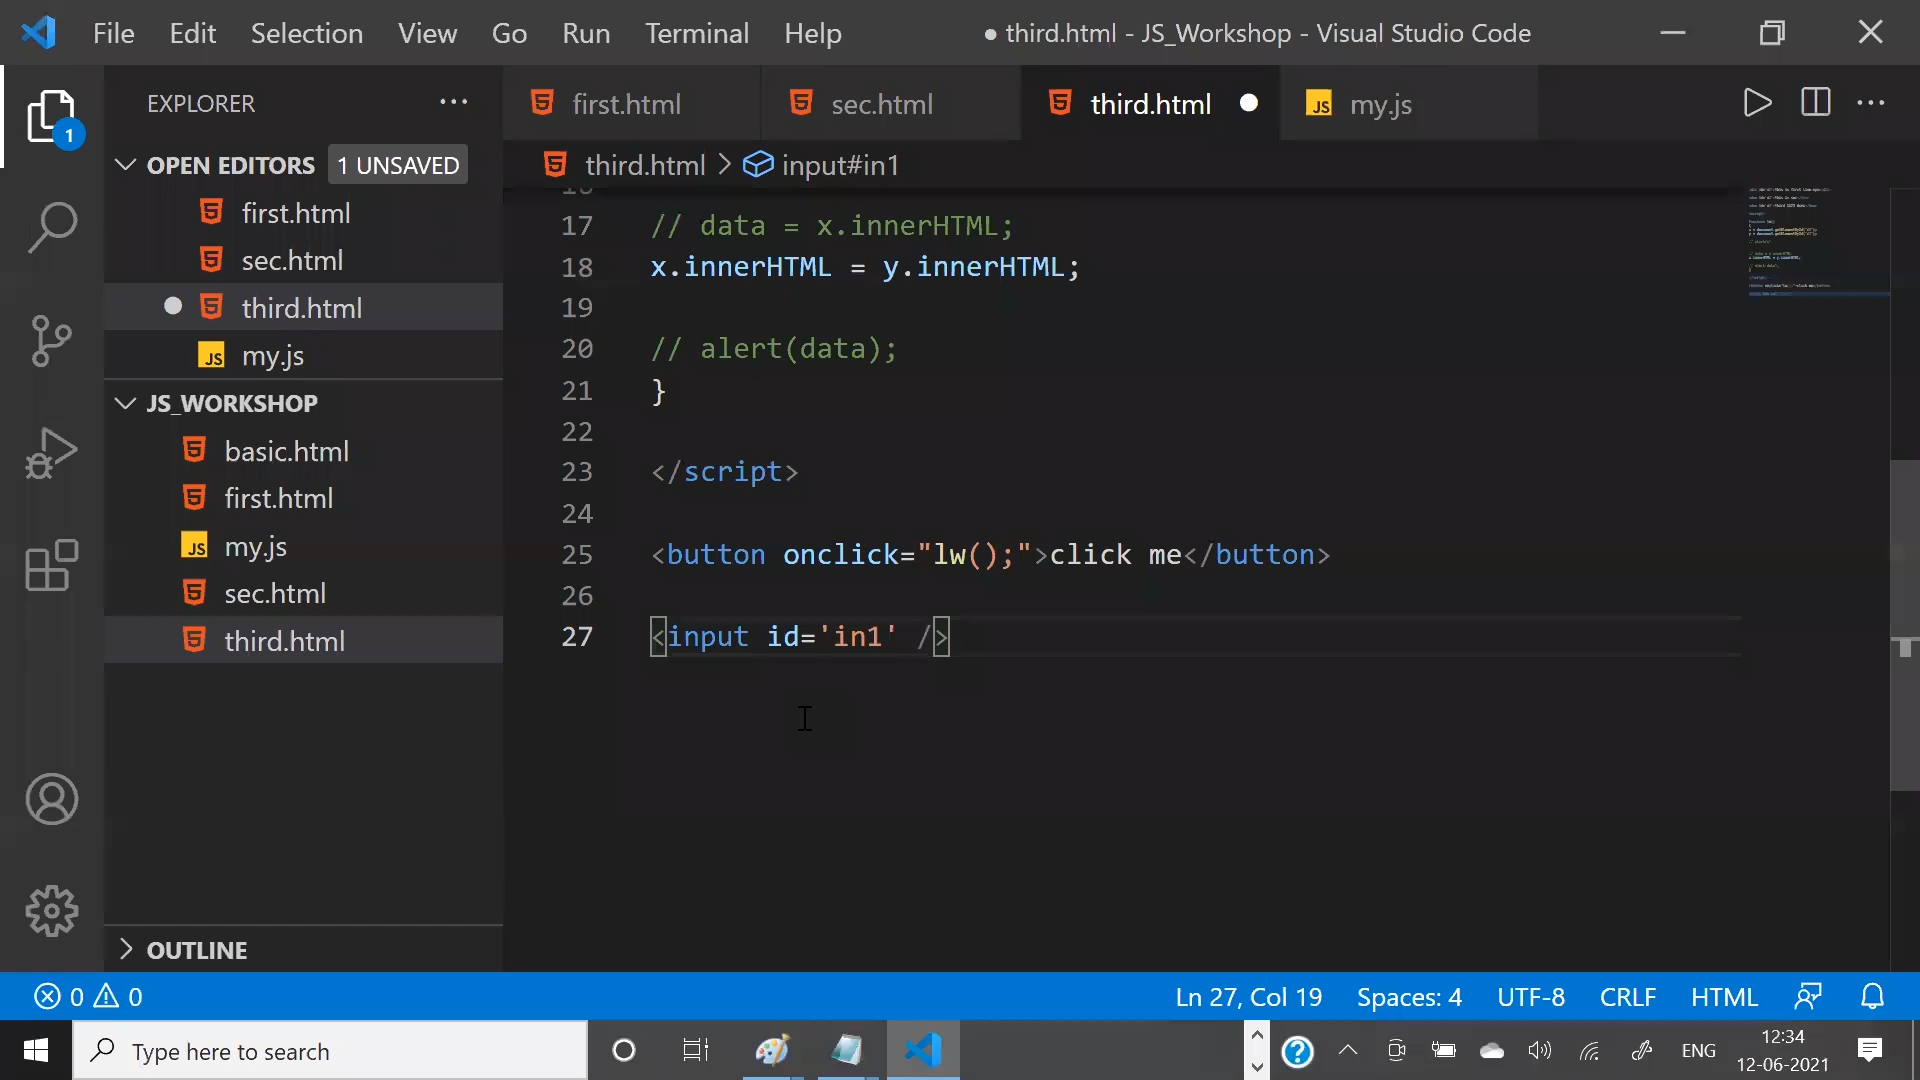 File Edit Selection View Go Run Terminal Help ● third.html - JS_Workshop - Visual Studio Code
EXPLORER ...
first.html sec.html third.html my.js
1
OPEN EDITORS 1 UNSAVED
third.html > input#in1
first.html
sec.html
third.html
my.js
JS_WORKSHOP
basic.html
first.html
my.js
sec.html
third.html
OUTLINE
17 // data = x.innerHTML;
18 x.innerHTML = y.innerHTML;
19
20 // alert(data);
21 }
22
23 </script>
24
25 <button onclick="lw();">click me</button>
26
27 <input id='in1' />
0 0 Ln 27, Col 19 Spaces: 4 UTF-8 CRLF HTML
Type here to search ENG 12:34
12-06-2021